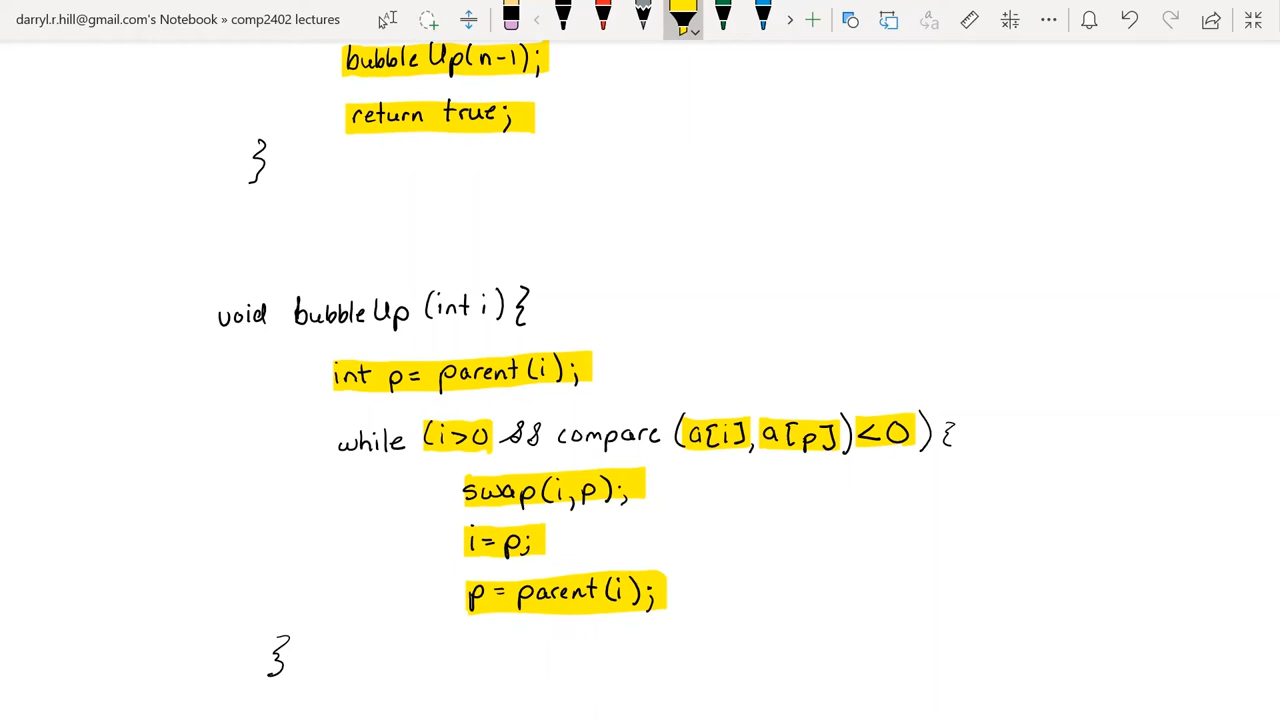 darryl.r.hill@gmail.com's Notebook » comp2402 lectures
bubbleUp(n-1);
return true;
}
void bubbleUp (int i) {
int p = parent(i);
while (i>0 && compare (a[i], a[p]) <0) {
swap(i,p);
i = p;
p = parent(i);
}